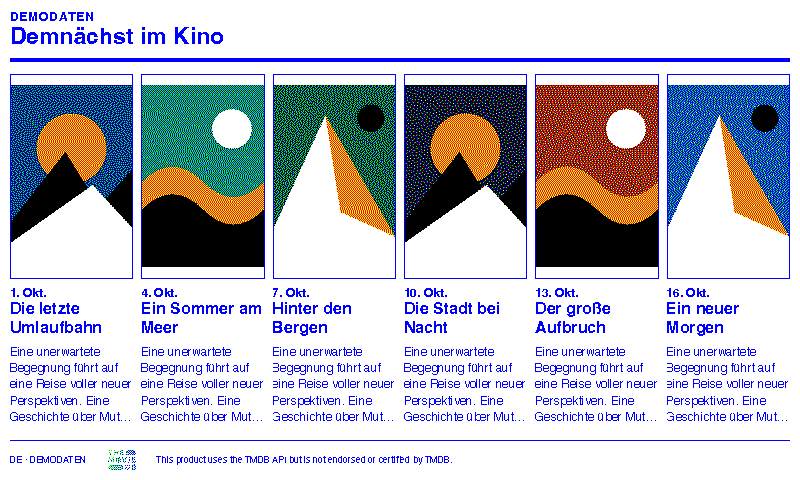 DEMODATEN
Demnächst im Kino
1. Okt.
Die letzte
Umlaufbahn
Eine unerwartete
Begegnung führt auf
eine Reise voller neuer
Perspektiven. Eine
Geschichte über Mut...
4. Okt.
Ein Sommer am
Meer
Eine unerwartete
Begegnung führt auf
eine Reise voller neuer
Perspektiven. Eine
Geschichte über Mut...
7. Okt.
Hinter den
Bergen
Eine unerwartete
Begegnung führt auf
eine Reise voller neuer
Perspektiven. Eine
Geschichte über Mut...
10. Okt.
Die Stadt bei
Nacht
Eine unerwartete
Begegnung führt auf
eine Reise voller neuer
Perspektiven. Eine
Geschichte über Mut...
13. Okt.
Der große
Aufbruch
Eine unerwartete
Begegnung führt auf
eine Reise voller neuer
Perspektiven. Eine
Geschichte über Mut...
16. Okt.
Ein neuer
Morgen
Eine unerwartete
Begegnung führt auf
eine Reise voller neuer
Perspektiven. Eine
Geschichte über Mut...
DE · DEMODATEN
This product uses the TMDB API but is not endorsed or certified by TMDB.